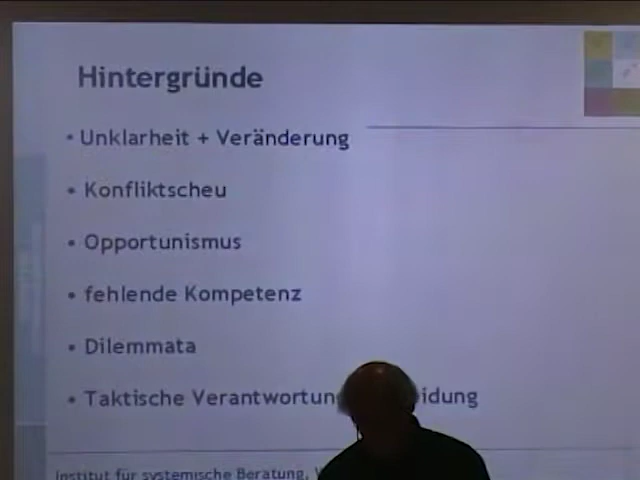 Hintergründe
• Unklarheit + Veränderung
• Konfliktscheu
• Opportunismus
• fehlende Kompetenz
• Dilemmata
• Taktische Verantwortun idung
Institut für systemische Beratung,